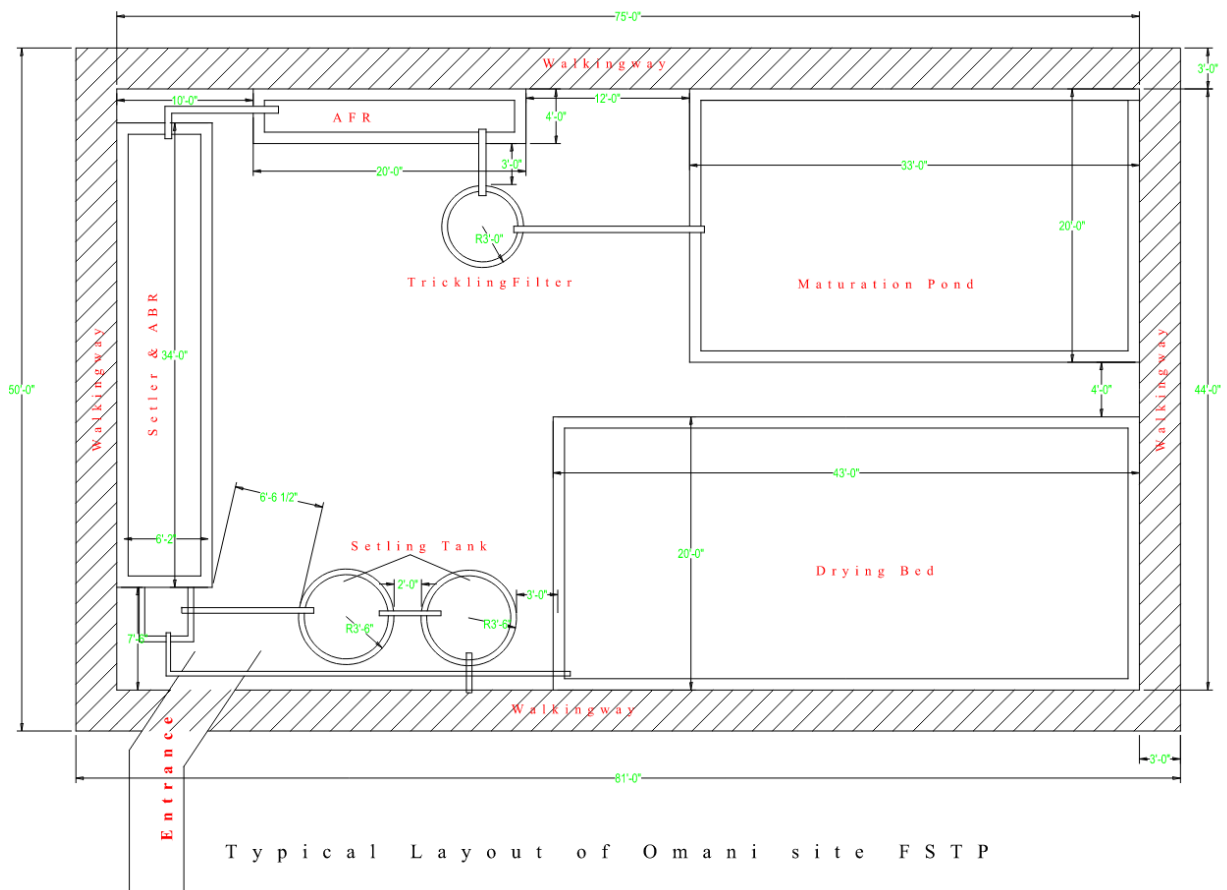 75'-0"
Walkingway
3'-0"
10'-0"
12'-0"
AFR
4'-0"
3'-0"
33'-0"
20'-0"
20'-0"
R3'-0"
TricklingFilter
Maturation Pond
Walkingway
Setler & ABR
34'-0"
50'-0"
4'-0"
44'-0"
Walkingway
43'-0"
6'-6 1/2"
6'-2"
Setling Tank
20'-0"
Drying Bed
2'-0"
3'-0"
R3'-6"
R3'-6"
7'-6"
Walkingway
Entrance
3'-0"
81'-0"
Typical Layout of Omani site FSTP